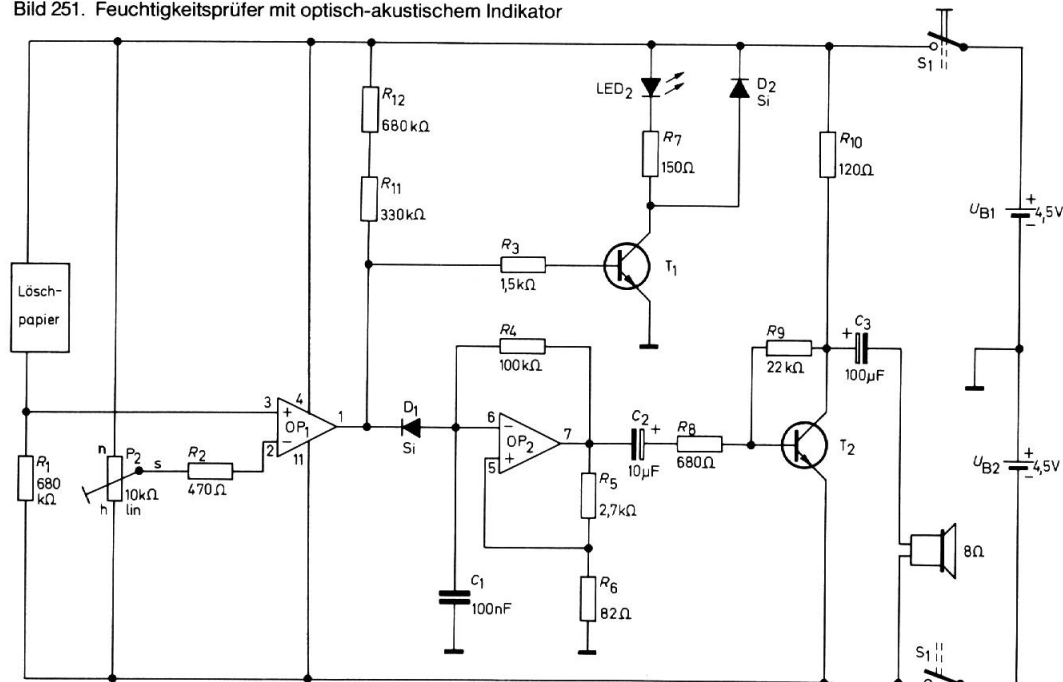 Bild 251. Feuchtigkeitsprüfer mit optisch-akustischem Indikator
S1
LED2
D2
Si
R12
680kΩ
R7
150Ω
R10
120Ω
R11
330kΩ
UB1
+
4,5V
−
R3
1,5kΩ
T1
Lösch-
papier
R4
100kΩ
R9
22kΩ
+
C3
100µF
3
+
4
OP1
1
−
2
11
D1
Si
6
−
OP2
7
5
+
C2
+
10µF
R8
680Ω
T2
n
P2
s
10kΩ
h
lin
R1
680
kΩ
R2
470Ω
UB2
+
4,5V
−
R5
2,7kΩ
8Ω
C1
100nF
R6
82Ω
S1